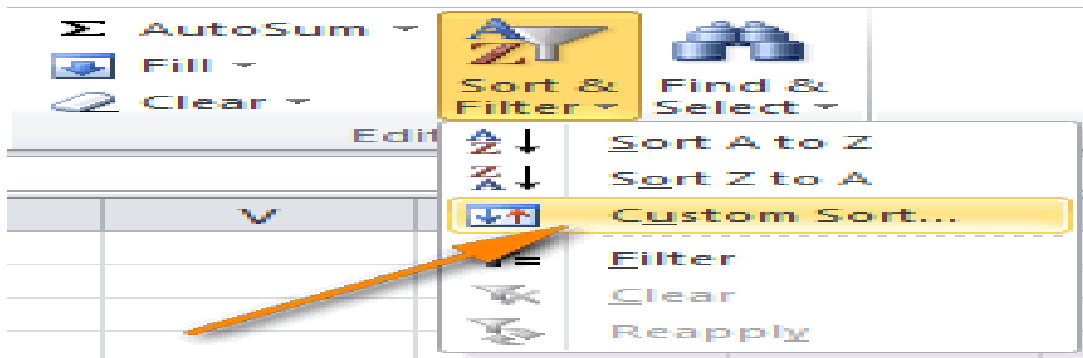 AutoSum
Fill
Clear
Sort &
Filter
Find &
Select
Edit
V
Sort A to Z
Sort Z to A
Custom Sort...
Filter
Clear
Reapply